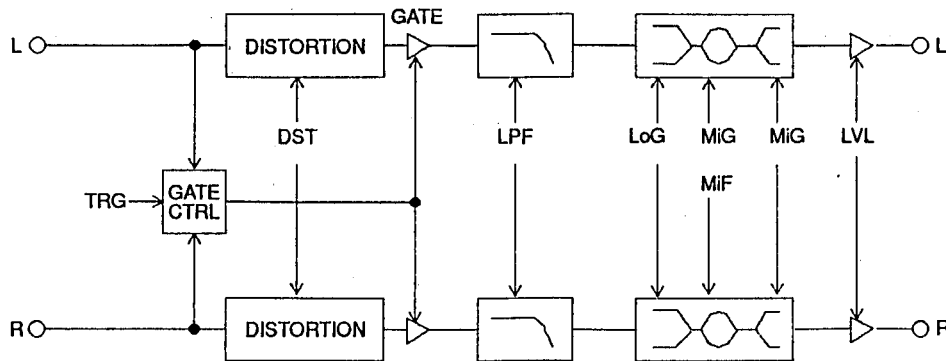 GATE
L DISTORTION L
DST LPF LoG MiG MiG LVL
MiF
TRG GATE
CTRL
R DISTORTION R